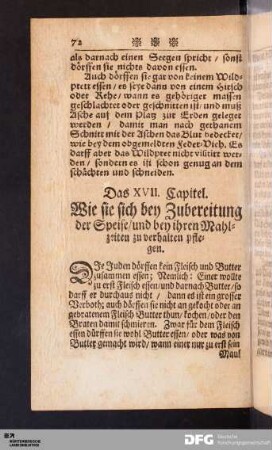 72 * * *
als darnach einen Seegen spricht / sonst
dörffen sie nichts davon essen.
Auch dörffen sie gar von keinem Wild-
prett essen / es seye dann von einem Hirsch
oder Rehe / wann es gehöriger massen
geschlachtet oder geschnitten ist: und muß
Asche auf dem Platz zur Erden geleget
werden / damit man nach gethanem
Schnitt mit der Aschen das Blut bedecket /
wie bey dem obgemeldten Feder-Vieh. Es
darff aber das Wildpret nicht visitirt wer-
den / sondern es ist schon genug an dem
schächten und schneiden.
Das XVII. Capitel.
Wie sie sich bey Zubereitung
der Speise / und bey ihren Mahl-
zeiten zu verhalten pfle-
gen.
DIe Juden dörffen kein Fleisch und Butter
zusammen essen; Nemlich: Einer wollte
zu erst Fleisch essen / und darnach Butter / so
darff er durchaus nicht / dann es ist ein grosser
Verboth; auch dörffen sie nicht an gekocht oder an
gebratenem Fleisch Butter thun / kochen / oder den
Braten damit schmieren. Zwar für dem Fleisch
essen dürffen sie wohl Butter essen / oder was von
Butter gemacht wird / wann einer nur zu erst sein
Maul
DFG